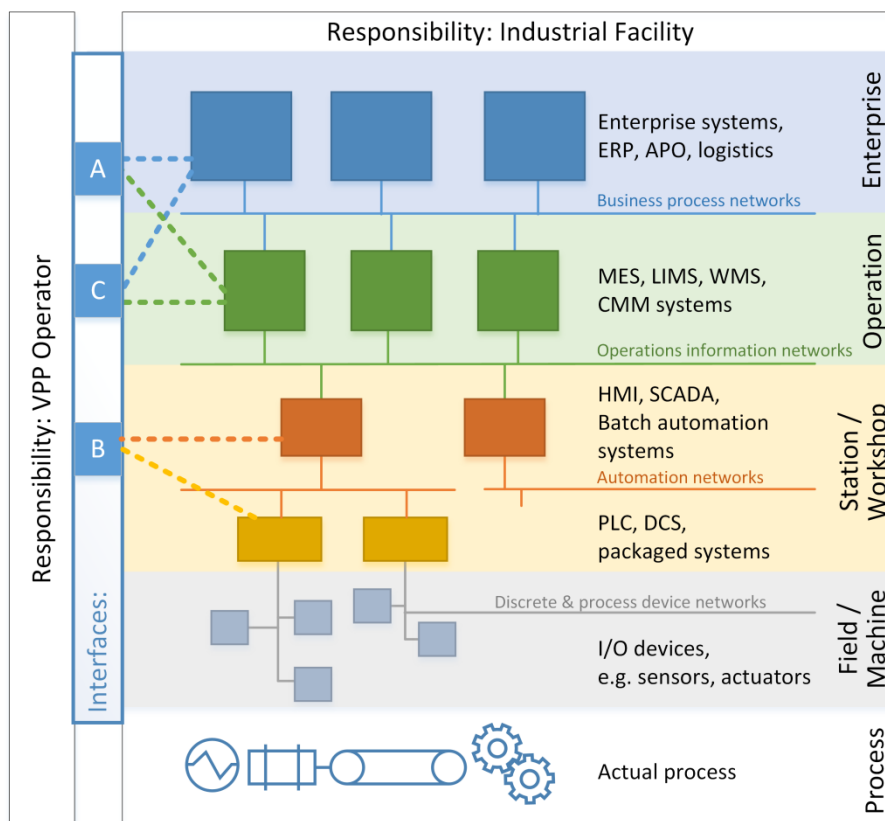 Responsibility: Industrial Facility
Responsibility: VPP Operator
Interfaces:
A
C
B
Enterprise systems,
ERP, APO, logistics
Business process networks
Enterprise
MES, LIMS, WMS,
CMM systems
Operations information networks
Operation
HMI, SCADA,
Batch automation
systems
Automation networks
PLC, DCS,
packaged systems
Station /
Workshop
Discrete & process device networks
I/O devices,
e.g. sensors, actuators
Field /
Machine
Actual process
Process